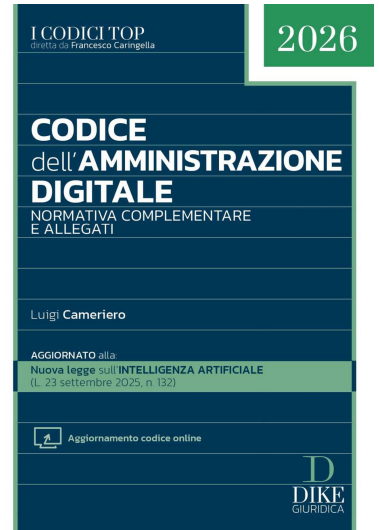 I CODICI TOP
diretta da Francesco Caringella
2026
CODICE
dell'AMMINISTRAZIONE
DIGITALE
NORMATIVA COMPLEMENTARE
E ALLEGATI
Luigi Cameriero
AGGIORNATO alla:
Nuova legge sull'INTELLIGENZA ARTIFICIALE
(L. 23 settembre 2025, n. 132)
Aggiornamento codice online
D
DIKE
GIURIDICA